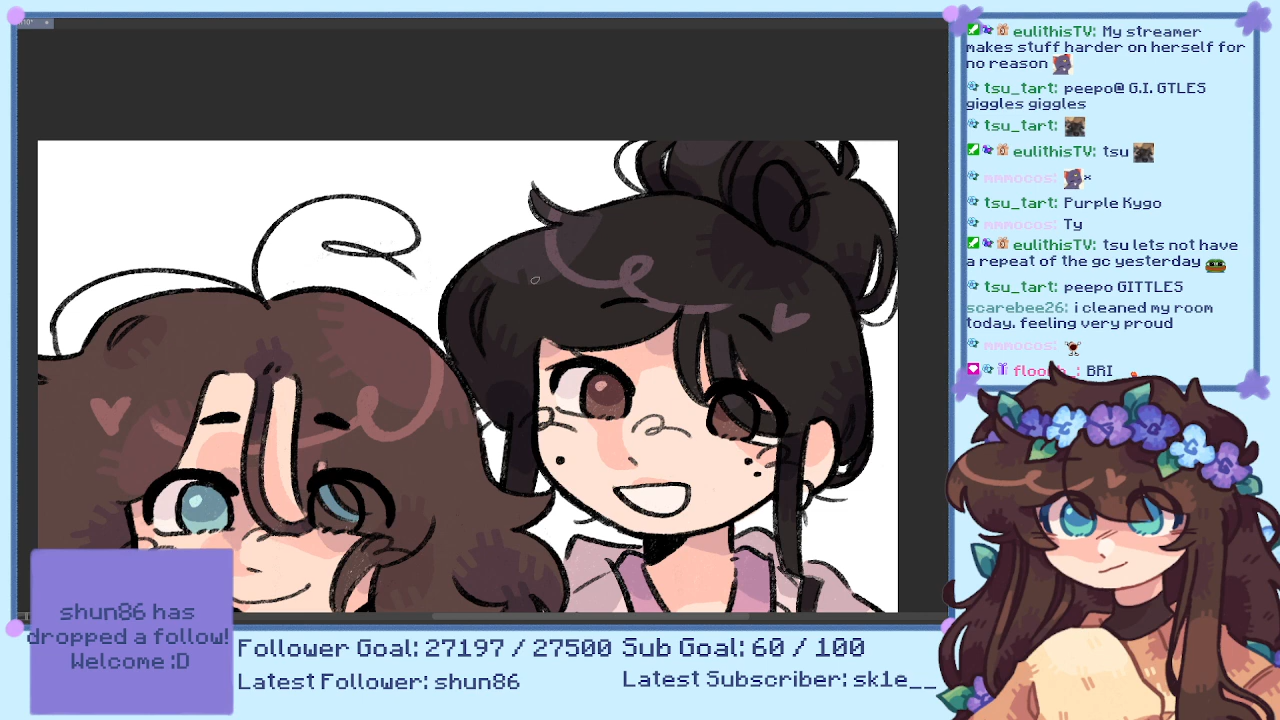 eulithisTV: My streamer
makes stuff harder on herself for
no reason
tsu_tart: peepo@ G.I. GTLES
giggles giggles
tsu_tart:
eulithisTV: tsu
mmmocos: *
tsu_tart: Purple Kygo
mmmocos: Ty
eulithisTV: tsu lets not have
a repeat of the gc yesterday
tsu_tart: peepo GITTLES
scarebee26: i cleaned my room
today. feeling very proud
mmmocos:
: BRI
shun86 has
dropped a follow!
Welcome :D
Follower Goal: 27197 / 27500
Sub Goal: 60 / 100
Latest Follower: shun86
Latest Subscriber: sk1e__